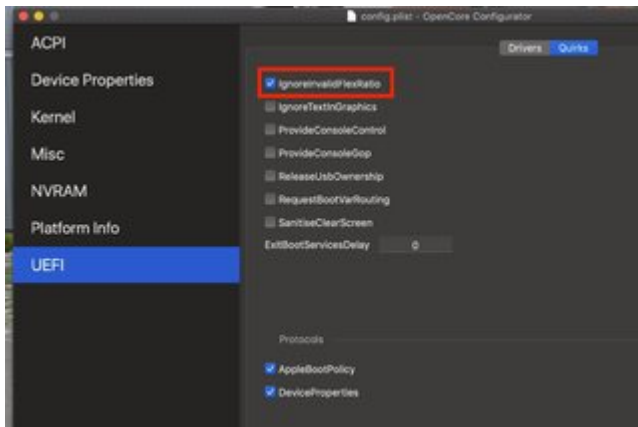 config.plist - OpenCore Configurator
ACPI
Device Properties
Kernel
Misc
NVRAM
Platform Info
UEFI
Drivers Quirks
IgnoreInvalidFlexRatio
IgnoreTextInGraphics
ProvideConsoleControl
ProvideConsoleGop
ReleaseUsbOwnership
RequestBootVarRouting
SanitiseClearScreen
ExitBootServicesDelay 0
Protocols
AppleBootPolicy
DeviceProperties